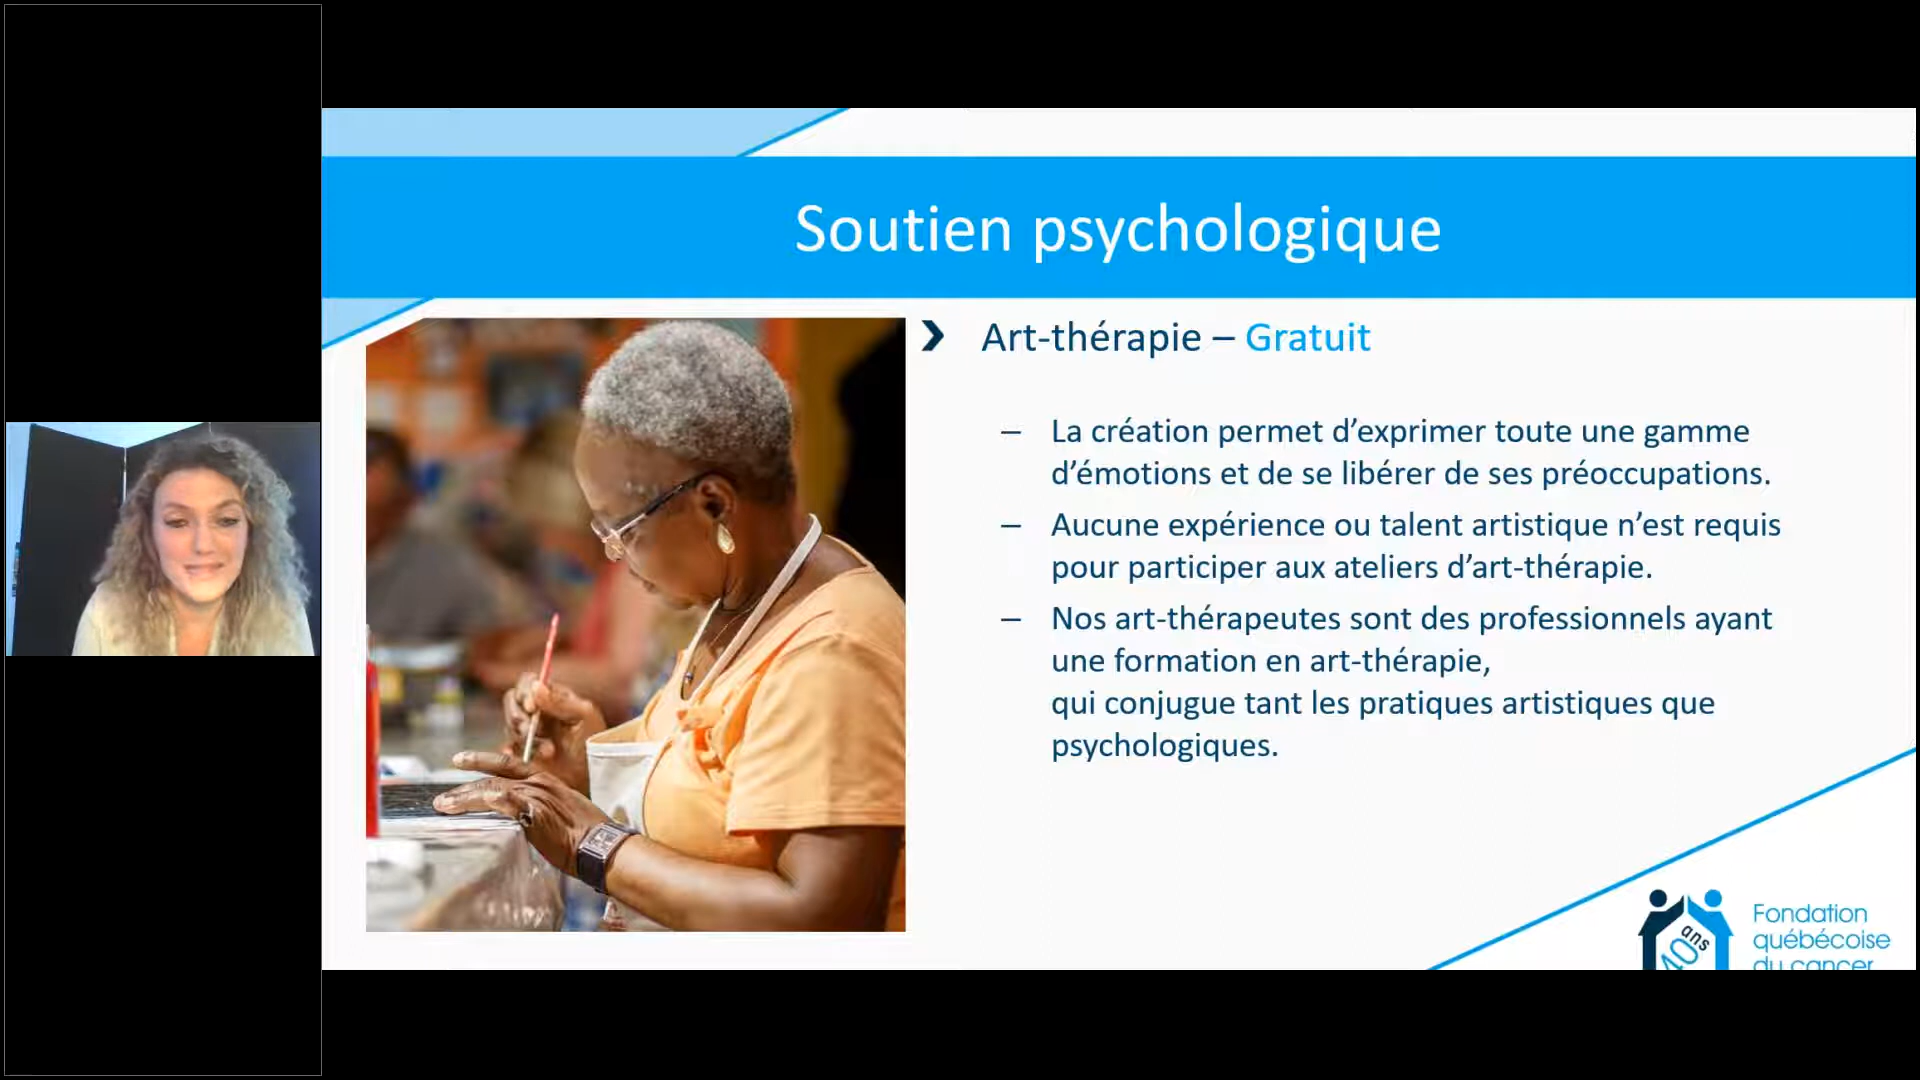 Soutien psychologique
Art-thérapie – Gratuit
– La création permet d’exprimer toute une gamme
d’émotions et de se libérer de ses préoccupations.
– Aucune expérience ou talent artistique n’est requis
pour participer aux ateliers d’art-thérapie.
– Nos art-thérapeutes sont des professionnels ayant
une formation en art-thérapie,
qui conjugue tant les pratiques artistiques que
psychologiques.
40 ans
Fondation
québécoise
du cancer